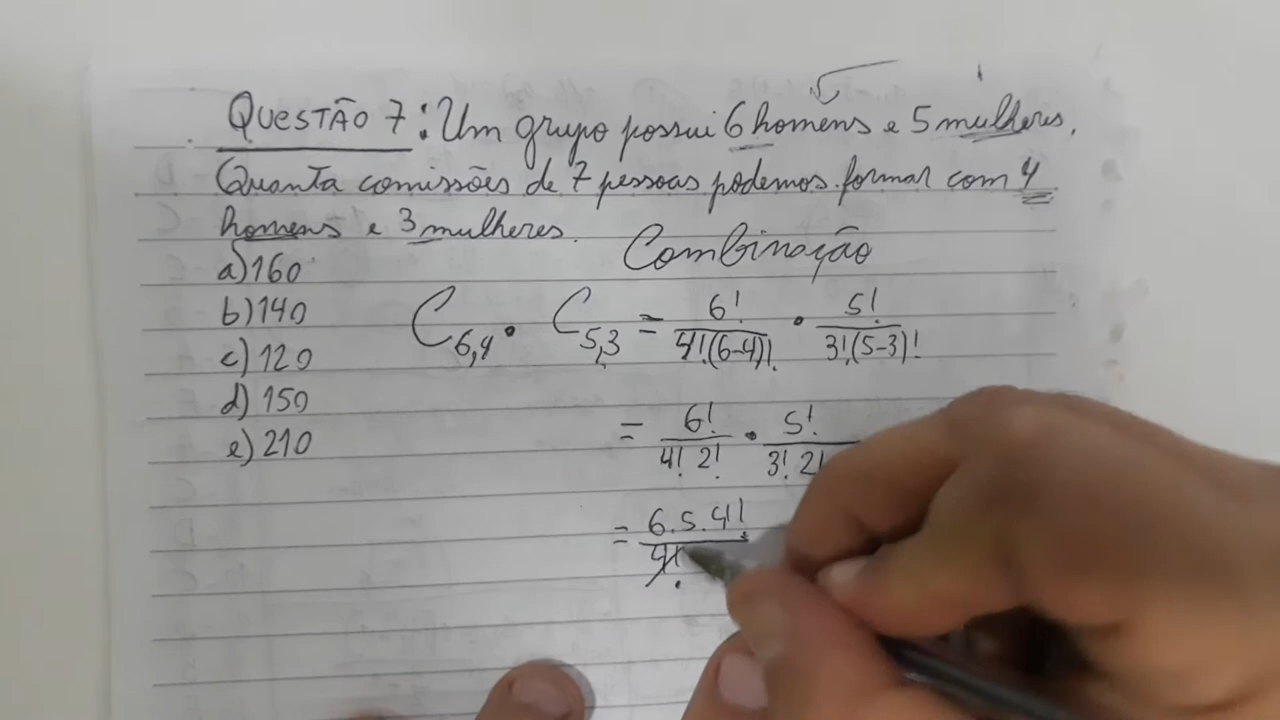 QUESTÃO 7: Um grupo possui 6 homens e 5 mulheres.
Quanta comissões de 7 pessoas podemos formar com 4
homens e 3 mulheres.
Combinação
a) 160
b) 140
c) 120
d) 150
e) 210
C6,4 . C5,3 = 6!/4!(6-4)! . 5!/3!(5-3)!
= 6!/4! 2! . 5!/3! 2!
= 6.5.4!/4!